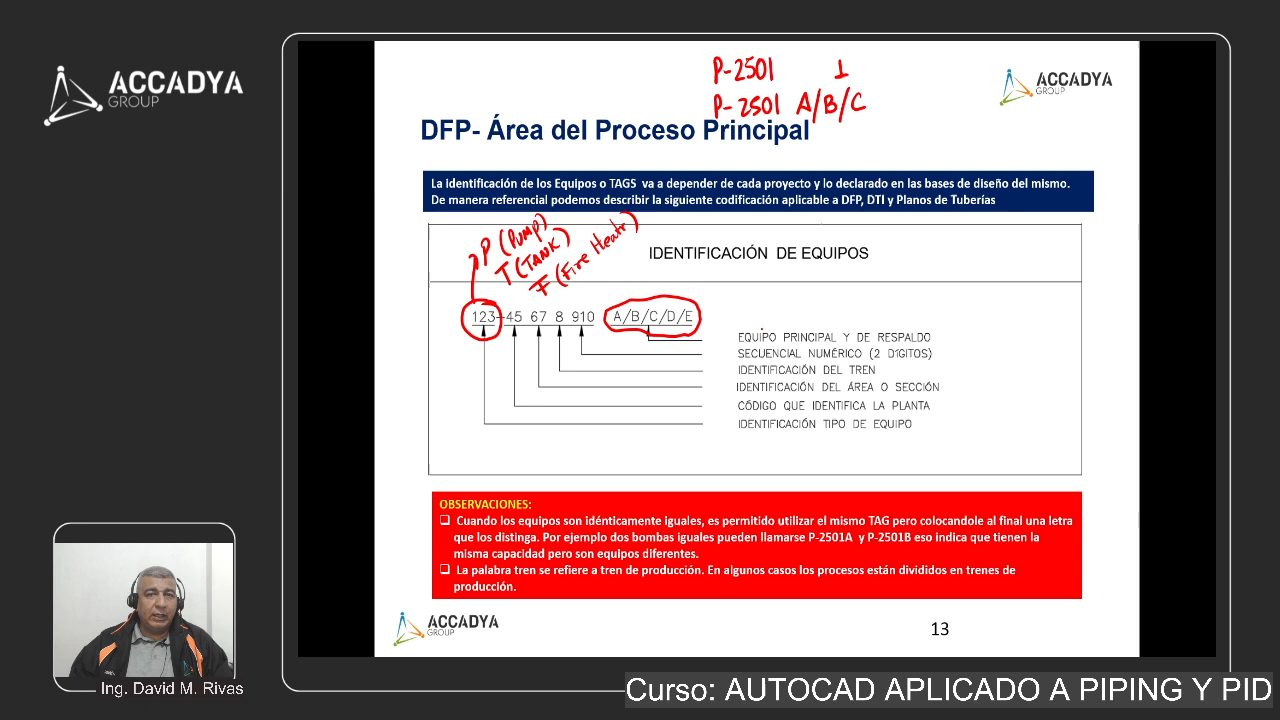 ACCADYA
GROUP
P-2501 1
P-2501 A/B/C
ACCADYA
GROUP
DFP- Área del Proceso Principal
La identificación de los Equipos o TAGS va a depender de cada proyecto y lo declarado en las bases de diseño del mismo.
De manera referencial podemos describir la siguiente codificación aplicable a DFP, DTI y Planos de Tuberías
P (PUMP)
T (TANK)
F (Fire Heater)
IDENTIFICACIÓN DE EQUIPOS
123-45 67 8 910 A/B/C/D/E
EQUIPO PRINCIPAL Y DE RESPALDO
SECUENCIAL NUMÉRICO (2 DÍGITOS)
IDENTIFICACIÓN DEL TREN
IDENTIFICACIÓN DEL ÁREA O SECCIÓN
CÓDIGO QUE IDENTIFICA LA PLANTA
IDENTIFICACIÓN TIPO DE EQUIPO
OBSERVACIONES:
Cuando los equipos son idénticamente iguales, es permitido utilizar el mismo TAG pero colocandole al final una letra
que los distinga. Por ejemplo dos bombas iguales pueden llamarse P-2501A y P-2501B eso indica que tienen la
misma capacidad pero son equipos diferentes.
La palabra tren se refiere a tren de producción. En algunos casos los procesos están divididos en trenes de
producción.
ACCADYA
GROUP
13
Ing. David M. Rivas
Curso: AUTOCAD APLICADO A PIPING Y PID